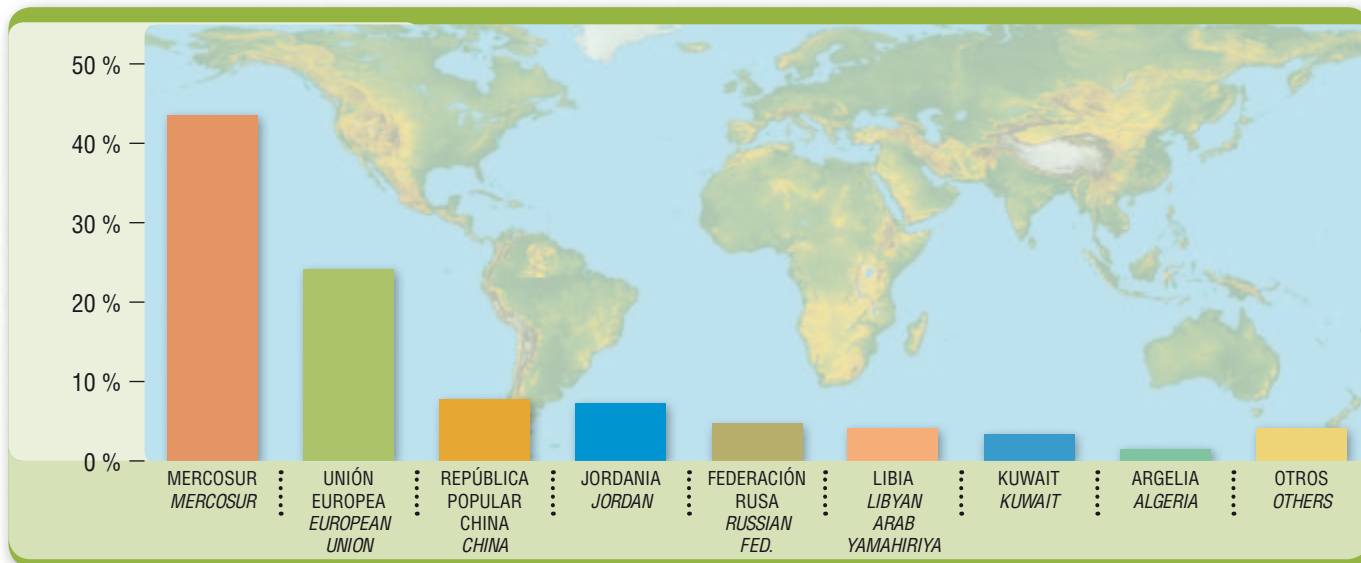 50 %
40 %
30 %
20 %
10 %
0 %
MERCOSUR
MERCOSUR
UNIÓN
EUROPEA
EUROPEAN
UNION
REPÚBLICA
POPULAR
CHINA
CHINA
JORDANIA
JORDAN
FEDERACIÓN
RUSA
RUSSIAN
FED.
LIBIA
LIBYAN
ARAB
YAMAHIRIYA
KUWAIT
KUWAIT
ARGELIA
ALGERIA
OTROS
OTHERS